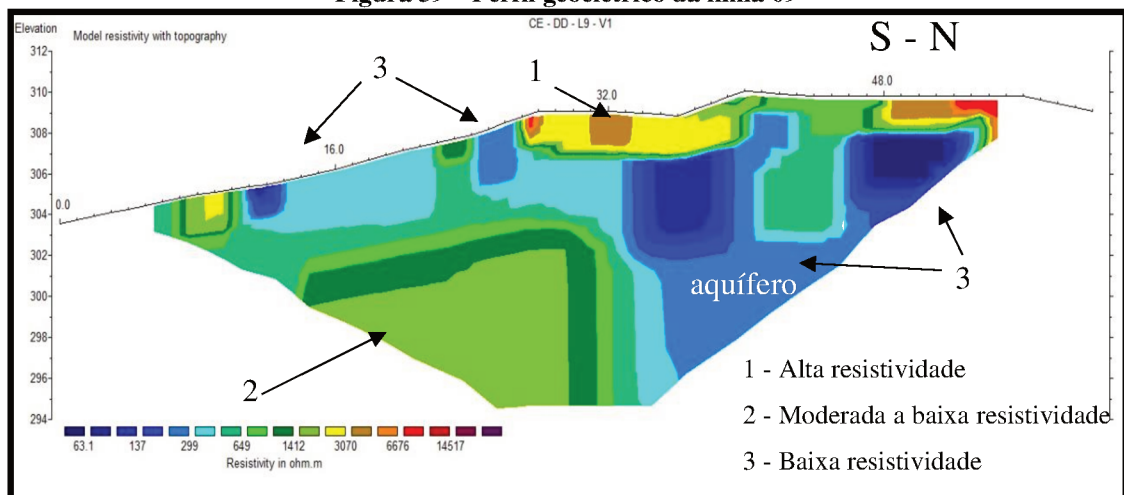 Figura 39 – Perfil geoelétrico da linha 09
Elevation
Model resistivity with topography
CE - DD - L9 - V1
S - N
312
310
308
306
304
302
300
298
296
294
0.0
16.0
32.0
48.0
3
1
2
3
aquífero
1 - Alta resistividade
2 - Moderada a baixa resistividade
3 - Baixa resistividade
63.1 137 299 649 1412 3070 6676 14517
Resistivity in ohm.m